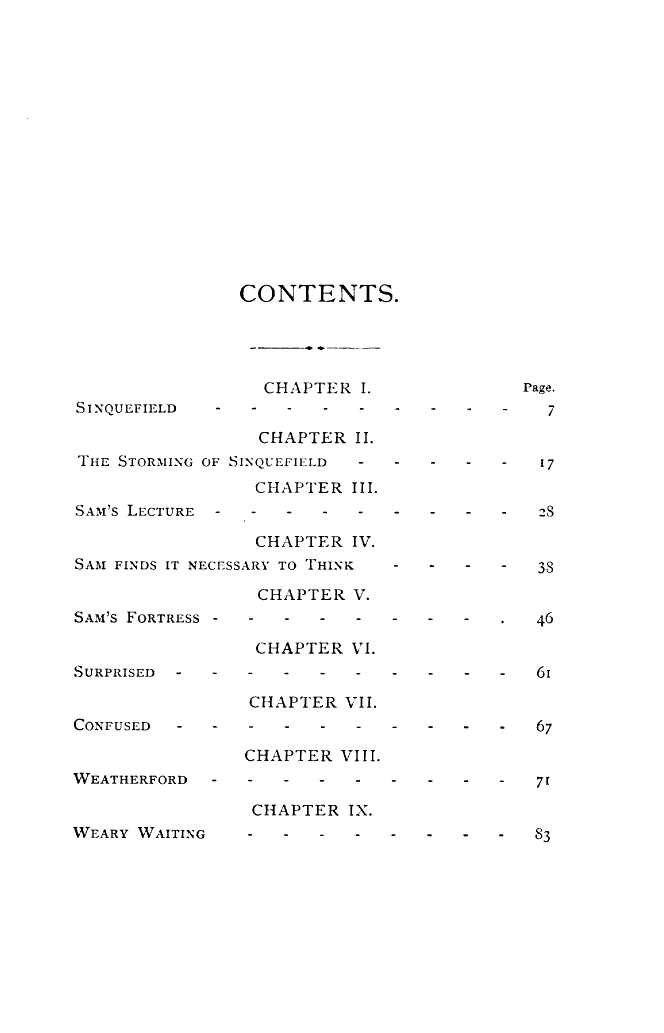 CONTENTS.
CHAPTER I. Page.
SINQUEFIELD - - - - - - - - - 7
CHAPTER II.
THE STORMING OF SINQUEFIELD - - - - - 17
CHAPTER III.
SAM'S LECTURE - - - - - - - - - 28
CHAPTER IV.
SAM FINDS IT NECESSARY TO THINK - - - - 38
CHAPTER V.
SAM'S FORTRESS - - - - - - - - . 46
CHAPTER VI.
SURPRISED - - - - - - - - - - 61
CHAPTER VII.
CONFUSED - - - - - - - - - - 67
CHAPTER VIII.
WEATHERFORD - - - - - - - - - 71
CHAPTER IX.
WEARY WAITING - - - - - - - - 83